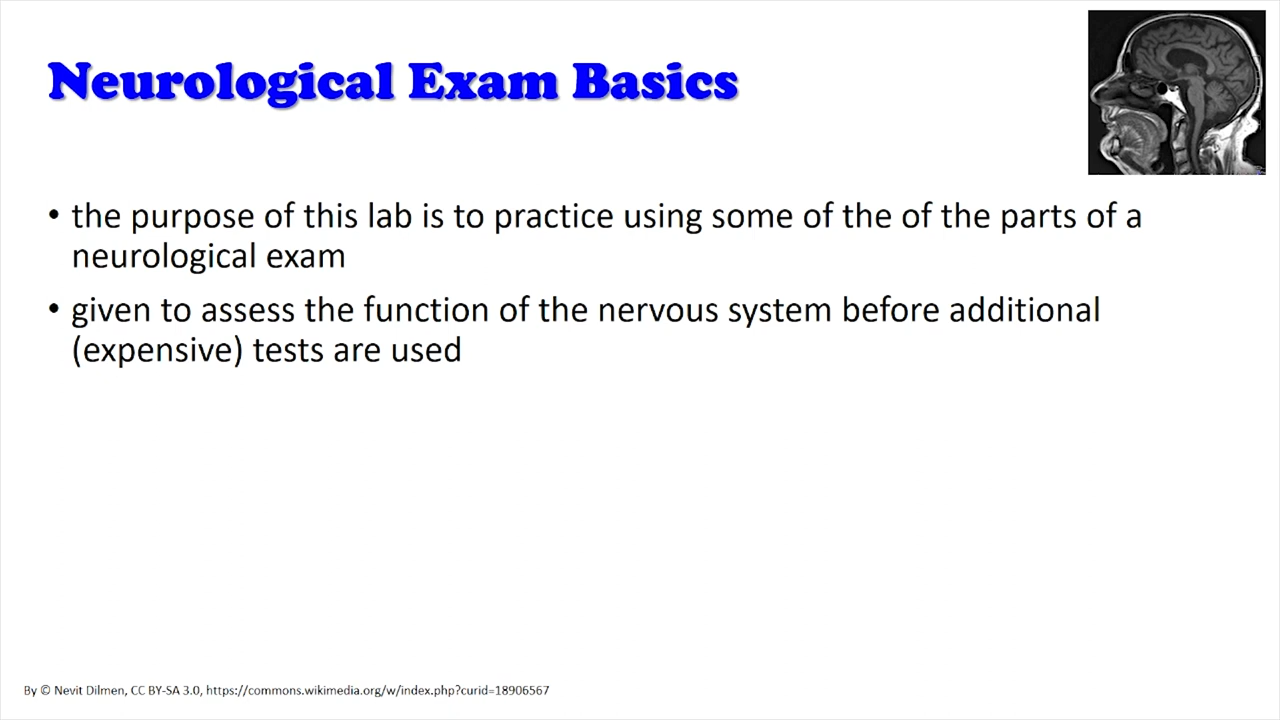 Neurological Exam Basics
• the purpose of this lab is to practice using some of the of the parts of a
neurological exam
• given to assess the function of the nervous system before additional
(expensive) tests are used
By © Nevit Dilmen, CC BY-SA 3.0, https://commons.wikimedia.org/w/index.php?curid=18906567